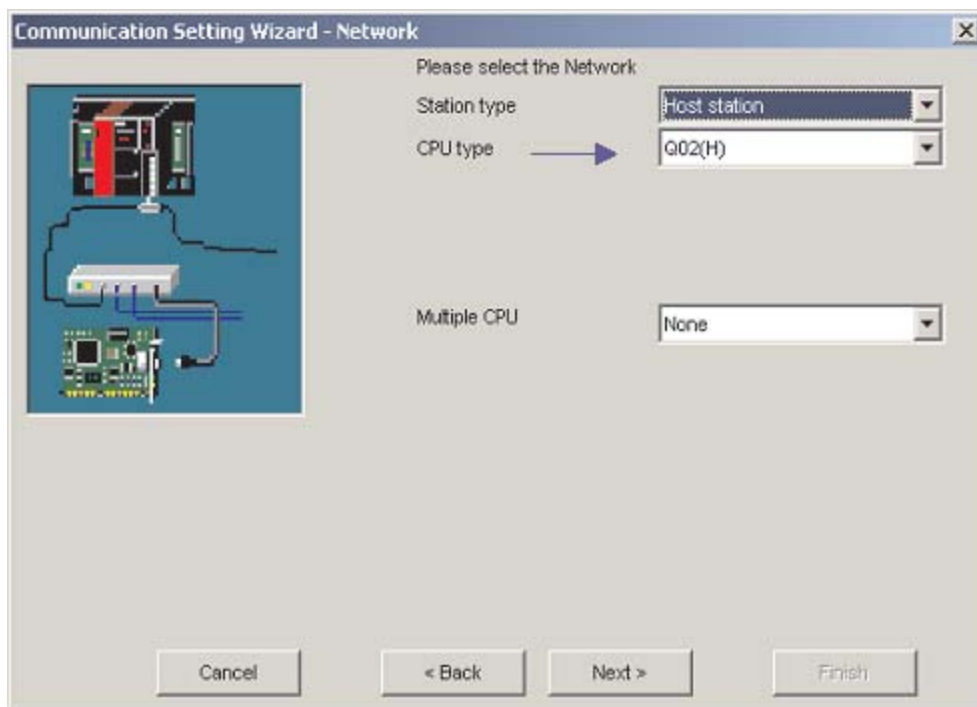 Communication Setting Wizard - Network
Please select the Network
Station type
Host station
CPU type
Q02(H)
Multiple CPU
None
Cancel
< Back
Next >
Finish